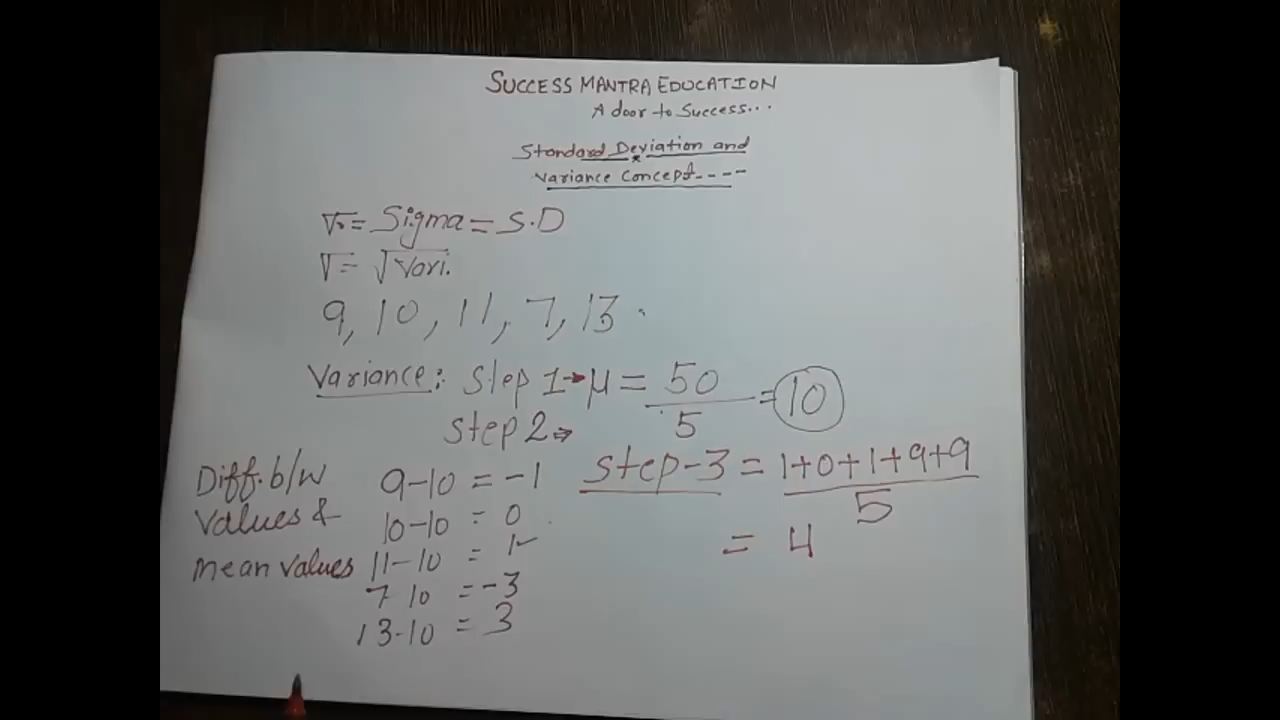 SUCCESS MANTRA EDUCATION
A door to Success...
Standard Deviation and
Variance Concept----
σ = Sigma = S.D
σ = √Vari.
9, 10, 11, 7, 13
Variance: Step 1→ μ = 50/5 = 10
Step 2⇒
Diff. b/w
Values &
mean values
9-10 = -1
10-10 = 0
11-10 = 1
7 10 = -3
13-10 = 3
Step-3 = 1+0+1+9+9/5
= 4